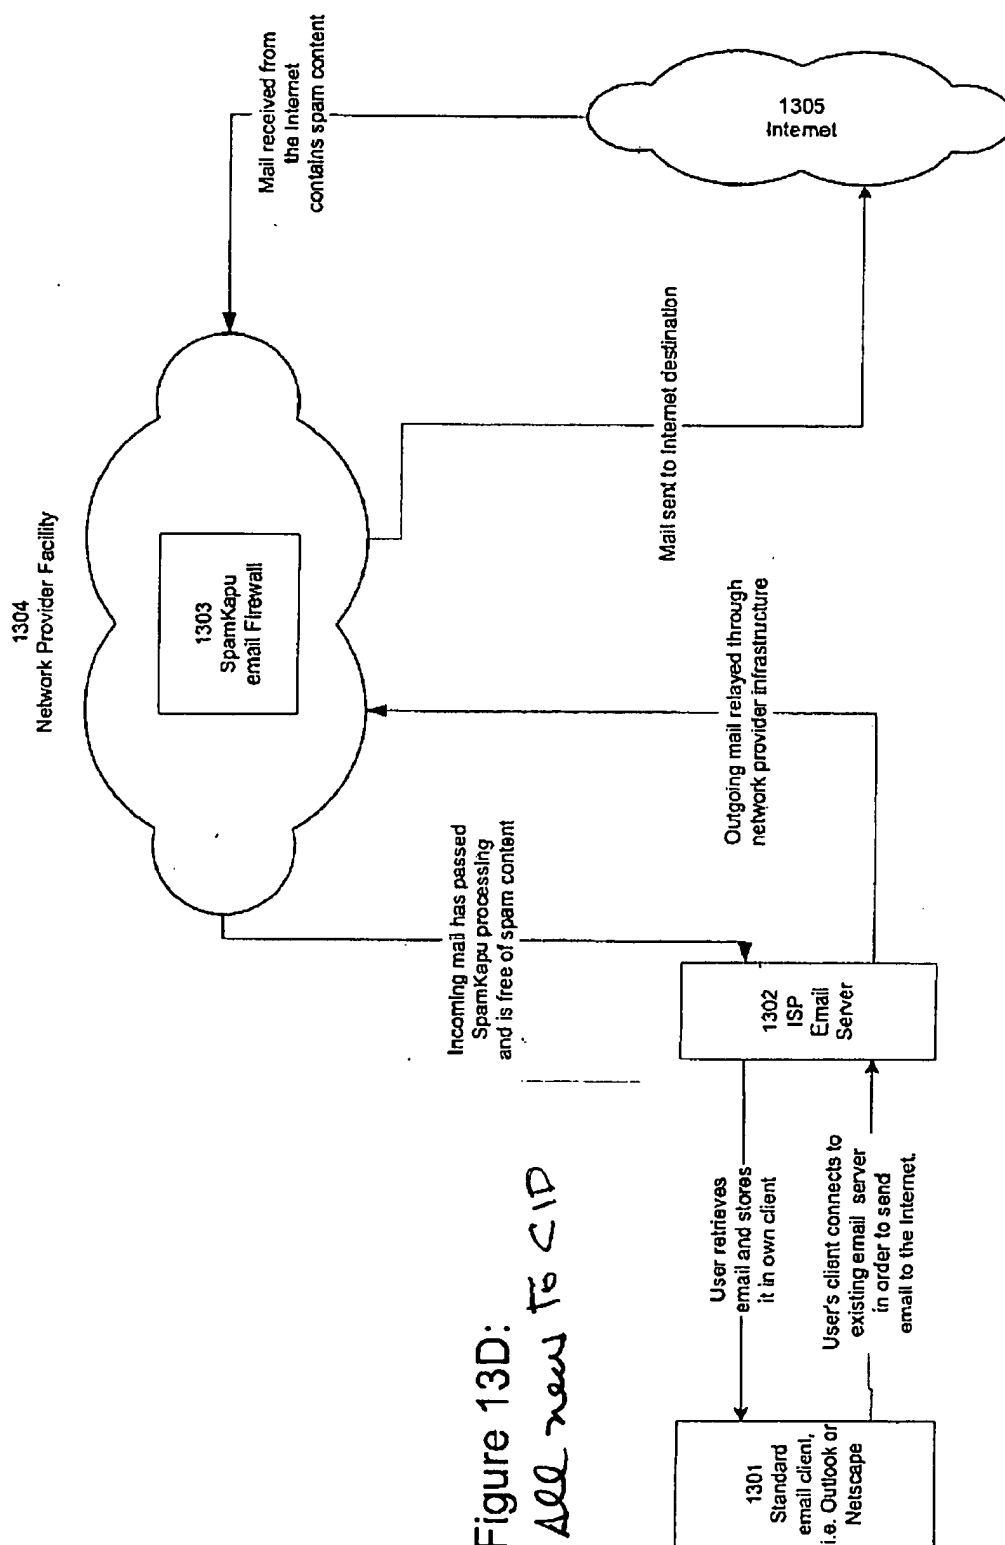 Figure 13D:
All new to CID
1304
Network Provider Facility
1303
SpamKapu
email Firewall
Mail received from
the Internet
contains spam content
1305
Internet
Mail sent to Internet destination
Outgoing mail relayed through
network provider infrastructure
Incoming mail has passed
SpamKapu processing
and is free of spam content
1302
ISP
Email
Server
User retrieves
email and stores
it in own client
User's client connects to
existing email server
in order to send
email to the Internet.
1301
Standard
email client,
i.e. Outlook or
Netscape